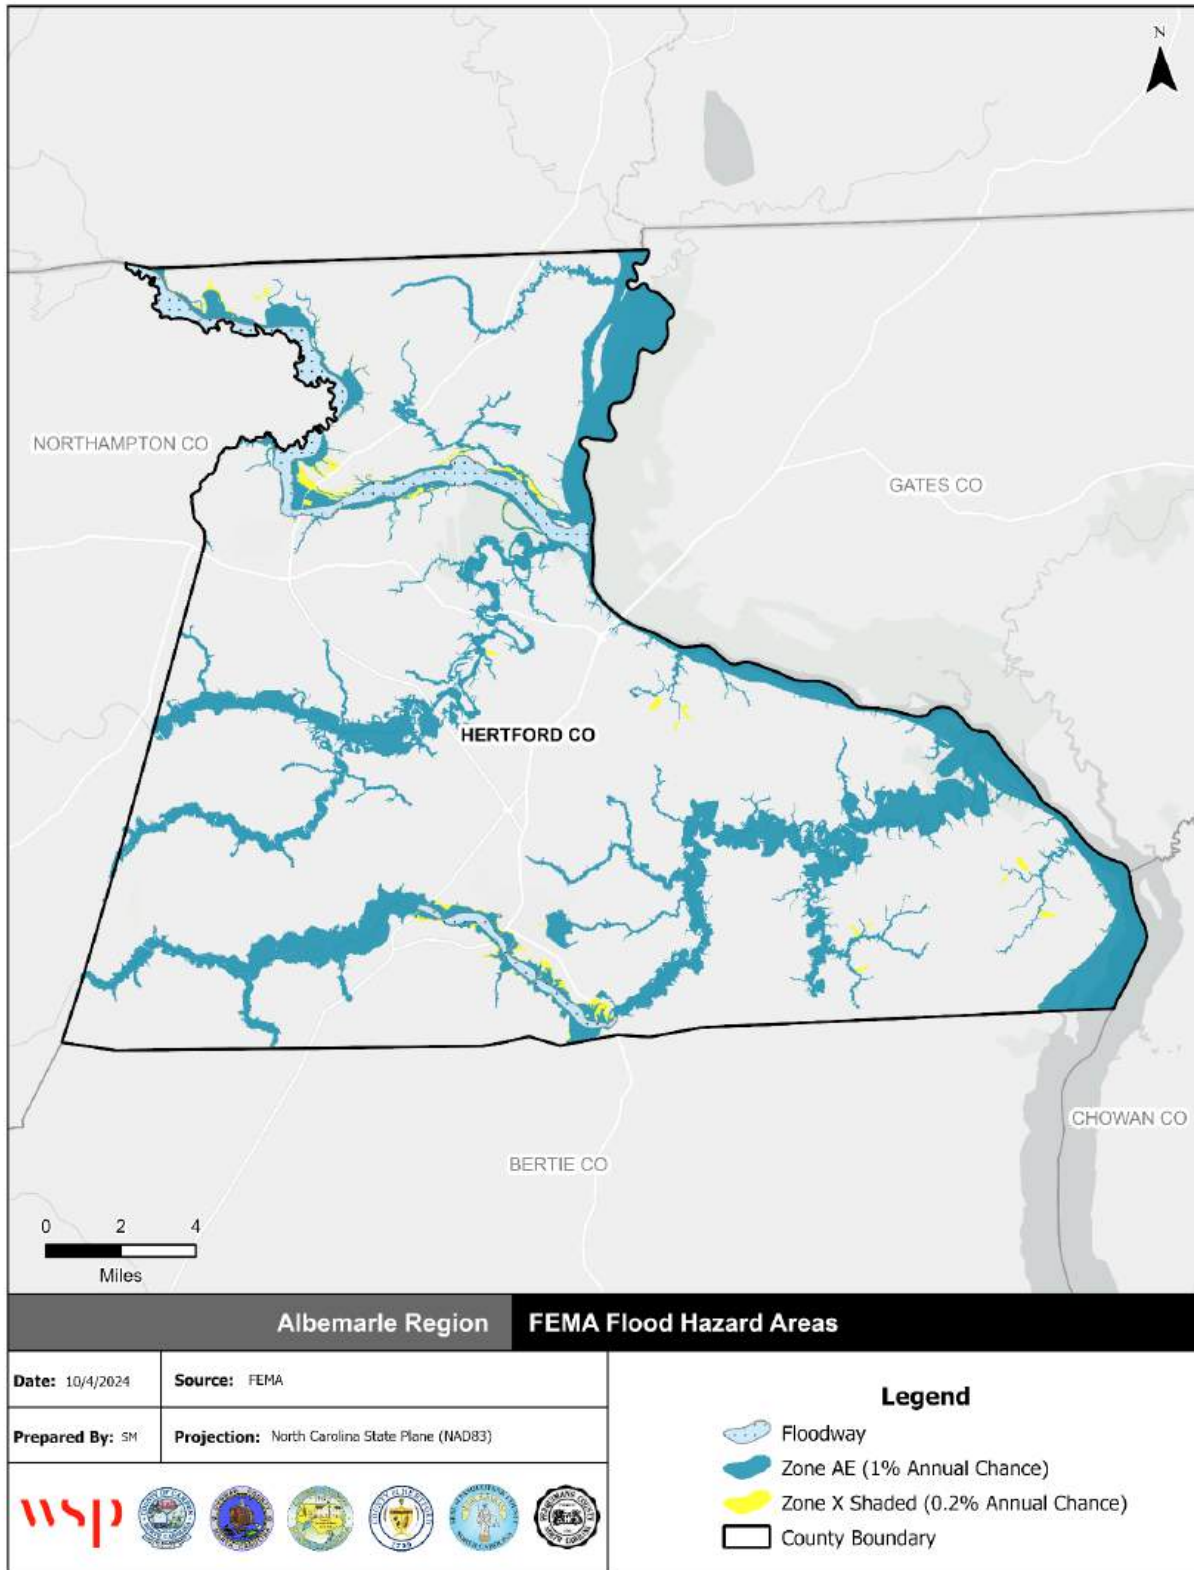 N
NORTHAMPTON CO
GATES CO
HERTFORD CO
CHOWAN CO
BERTIE CO
0 2 4
Miles
Albemarle Region FEMA Flood Hazard Areas
Date: 10/4/2024 Source: FEMA
Prepared By: SM Projection: North Carolina State Plane (NAD83)
Legend
Floodway
Zone AE (1% Annual Chance)
Zone X Shaded (0.2% Annual Chance)
County Boundary
wsp